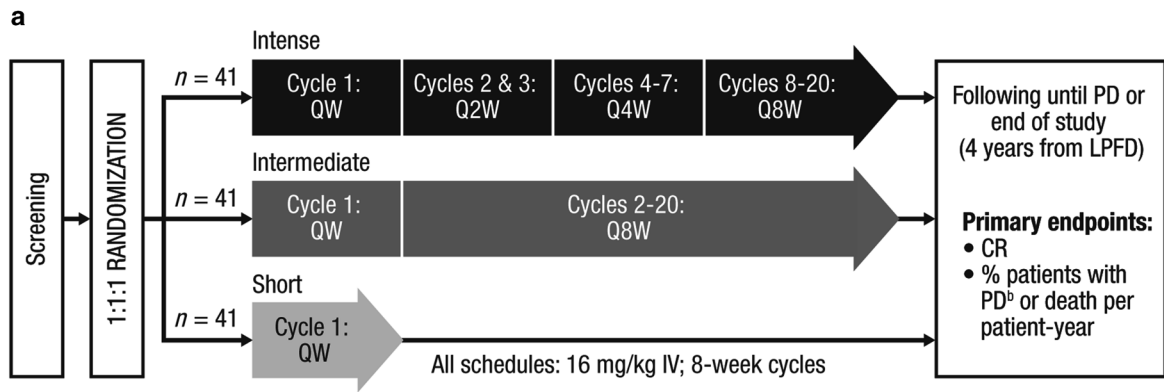 a
Screening
1:1:1 RANDOMIZATION
n = 41
Intense
Cycle 1:
QW
Cycles 2 & 3:
Q2W
Cycles 4-7:
Q4W
Cycles 8-20:
Q8W
n = 41
Intermediate
Cycle 1:
QW
Cycles 2-20:
Q8W
n = 41
Short
Cycle 1:
QW
All schedules: 16 mg/kg IV; 8-week cycles
Following until PD or
end of study
(4 years from LPFD)
Primary endpoints:
• CR
• % patients with
PDᵇ or death per
patient-year